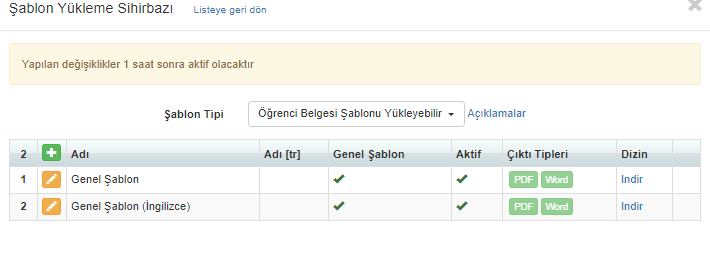 Şablon Yükleme Sihirbazı Listeye geri dön
Yapılan değişiklikler 1 saat sonra aktif olacaktır
Şablon Tipi Öğrenci Belgesi Şablonu Yükleyebilir Açıklamalar
2 Adı Adı [tr] Genel Şablon Aktif Çıktı Tipleri Dizin
1 Genel Şablon PDF Word Indir
2 Genel Şablon (İngilizce) PDF Word Indir